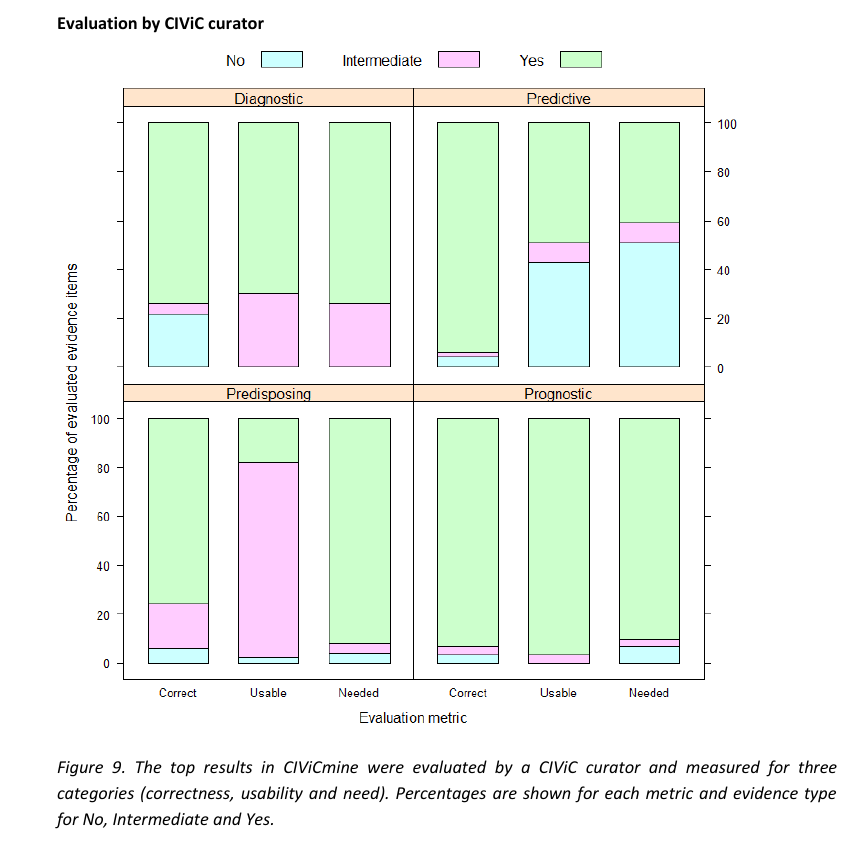 Evaluation by CIViC curator
No Intermediate Yes
Diagnostic Predictive
100
80
60
40
20
0
Predisposing Prognostic
100
80
60
40
20
0
Percentage of evaluated evidence items
Correct Usable Needed Correct Usable Needed
Evaluation metric
Figure 9. The top results in CIViCmine were evaluated by a CIViC curator and measured for three
categories (correctness, usability and need). Percentages are shown for each metric and evidence type
for No, Intermediate and Yes.